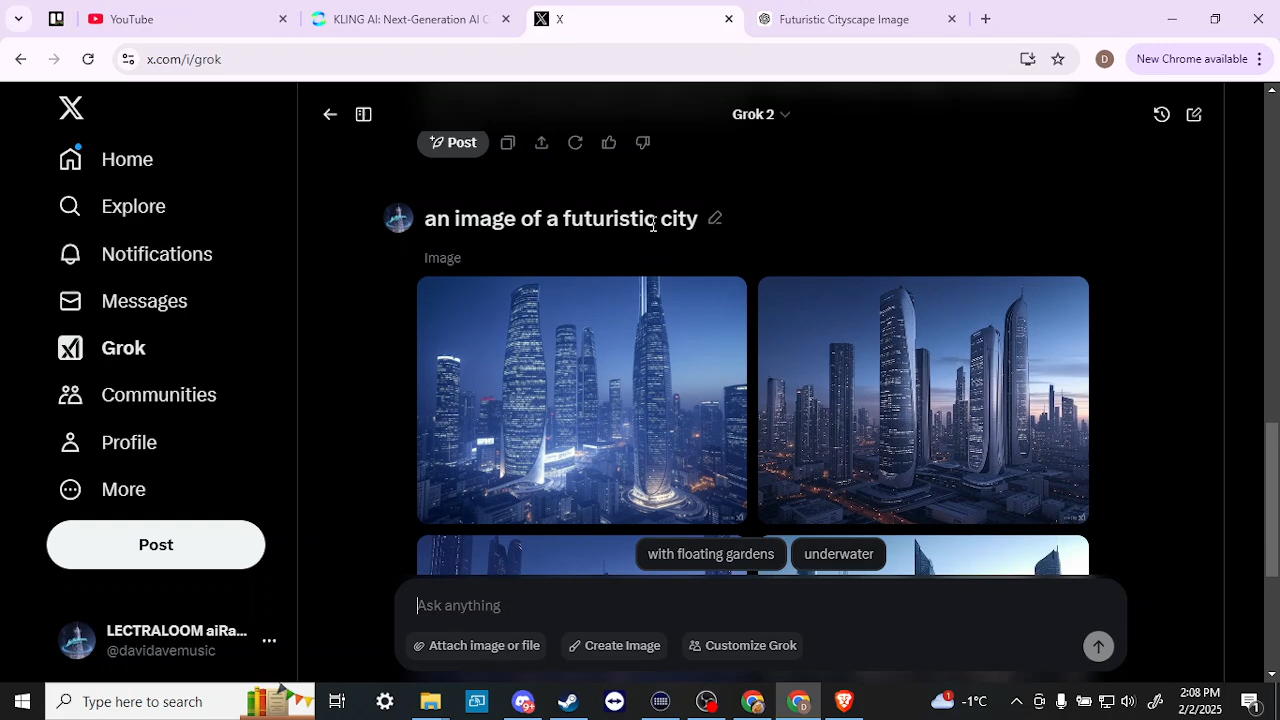 YouTube
KLING AI: Next-Generation AI C
X
Futuristic Cityscape Image
x.com/i/grok
D
New Chrome available
Grok 2
Home
Explore
Notifications
Messages
Grok
Communities
Profile
More
Post
LECTRALOOM aiRa...
@davidavemusic
Post
an image of a futuristic city
Image
with floating gardens
underwater
Ask anything
Attach image or file
Create Image
Customize Grok
Type here to search
9+
D
1
-1°C
2:08 PM
2/2/2025
1